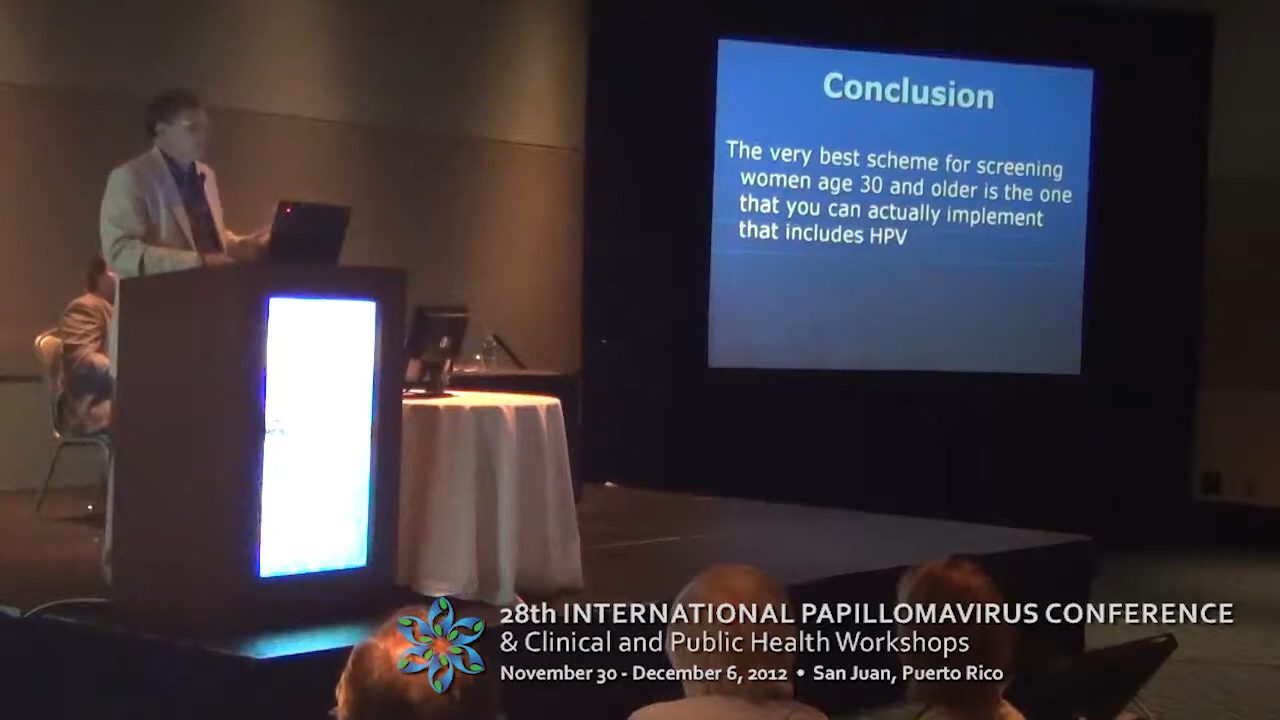 Conclusion
The very best scheme for screening
women age 30 and older is the one
that you can actually implement
that includes HPV
28th INTERNATIONAL PAPILLOMAVIRUS CONFERENCE
& Clinical and Public Health Workshops
November 30 - December 6, 2012 • San Juan, Puerto Rico